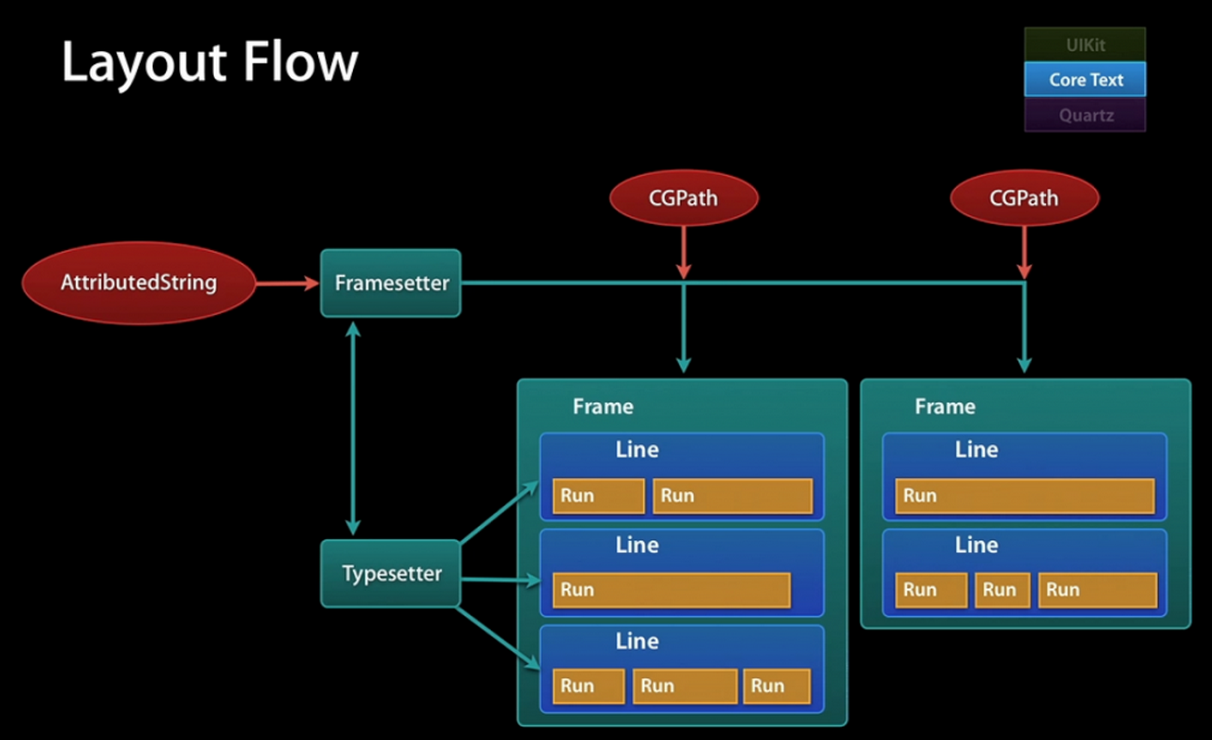 Layout Flow
UIKit
Core Text
Quartz
CGPath
CGPath
AttributedString
Framesetter
Typesetter
Frame
Line
Run Run
Line
Run
Line
Run Run Run
Frame
Line
Run
Line
Run Run Run